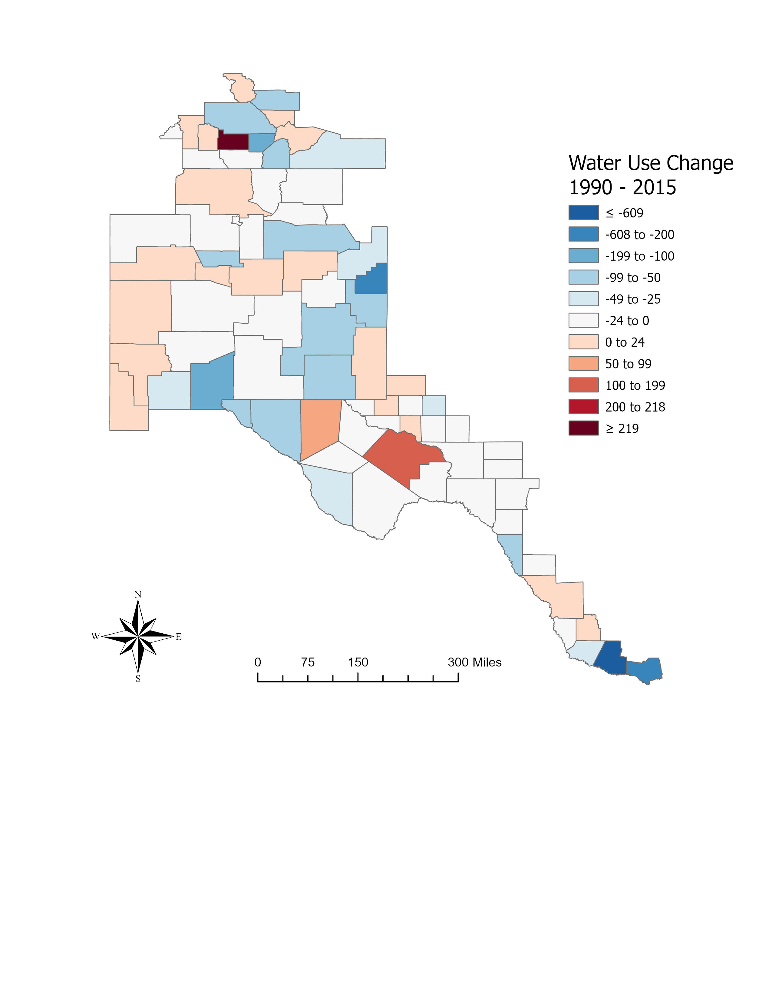 Water Use Change
1990 - 2015
≤ -609
-608 to -200
-199 to -100
-99 to -50
-49 to -25
-24 to 0
0 to 24
50 to 99
100 to 199
200 to 218
≥ 219
N
W E
S
0 75 150 300 Miles